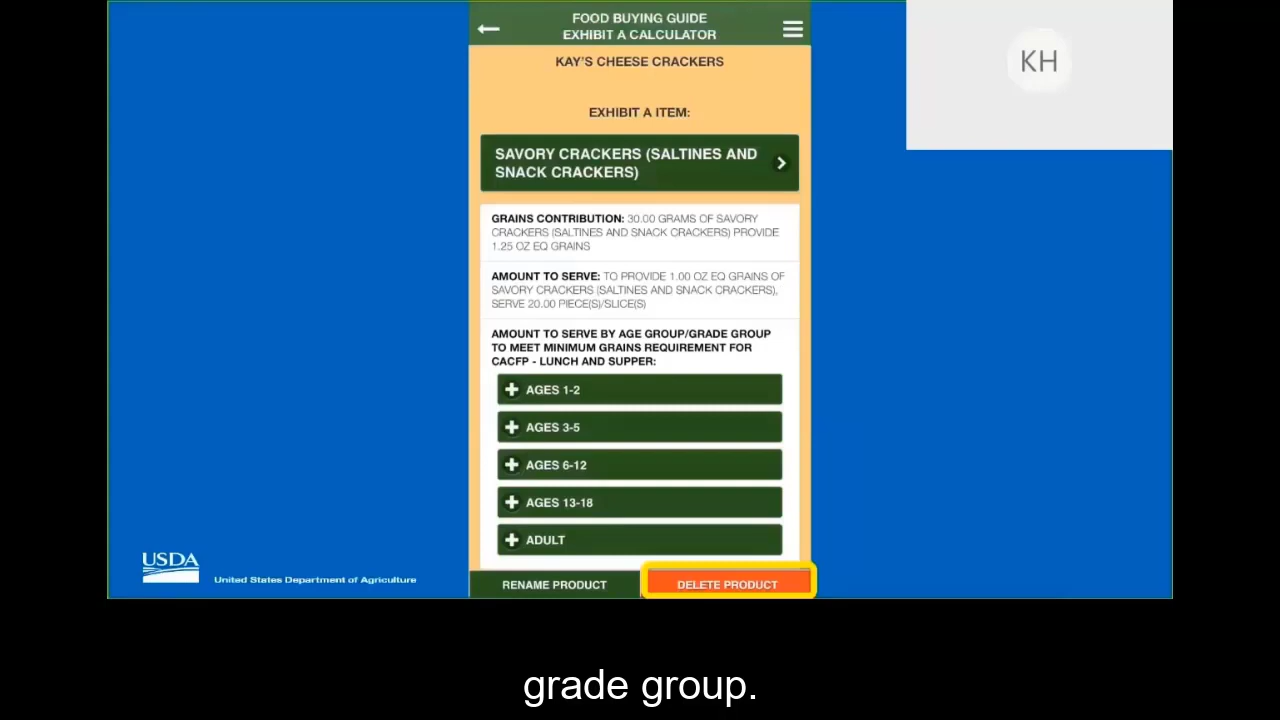 FOOD BUYING GUIDE
EXHIBIT A CALCULATOR
KH
KAY'S CHEESE CRACKERS
EXHIBIT A ITEM:
SAVORY CRACKERS (SALTINES AND
SNACK CRACKERS)
GRAINS CONTRIBUTION: 30.00 GRAMS OF SAVORY
CRACKERS (SALTINES AND SNACK CRACKERS) PROVIDE
1.25 OZ EQ GRAINS
AMOUNT TO SERVE: TO PROVIDE 1.00 OZ EQ GRAINS OF
SAVORY CRACKERS (SALTINES AND SNACK CRACKERS),
SERVE 20.00 PIECE(S)/SLICE(S)
AMOUNT TO SERVE BY AGE GROUP/GRADE GROUP
TO MEET MINIMUM GRAINS REQUIREMENT FOR
CACFP - LUNCH AND SUPPER:
AGES 1-2
AGES 3-5
AGES 6-12
AGES 13-18
ADULT
RENAME PRODUCT
DELETE PRODUCT
USDA
United States Department of Agriculture
grade group.